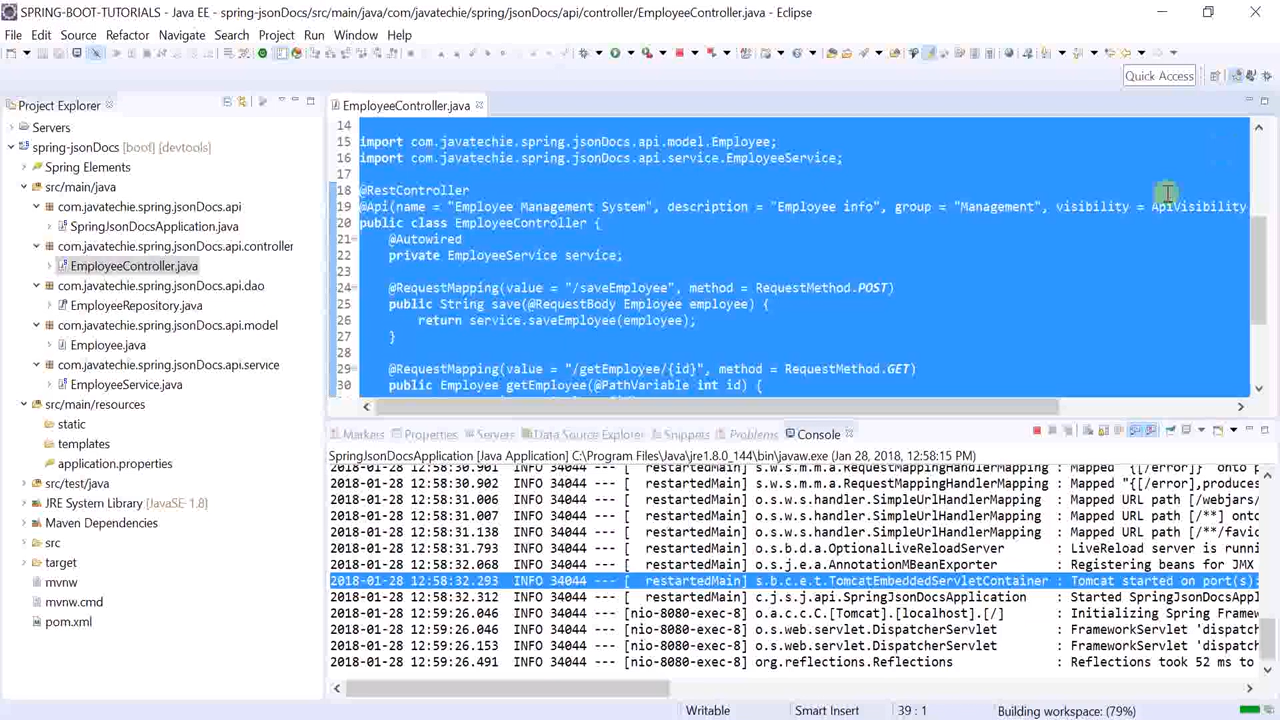 SPRING-BOOT-TUTORIALS - Java EE - spring-jsonDocs/src/main/java/com/javatechie/spring/jsonDocs/api/controller/EmployeeController.java - Eclipse
File Edit Source Refactor Navigate Search Project Run Window Help
Quick Access
Project Explorer
Servers
spring-jsonDocs [boot] [devtools]
Spring Elements
src/main/java
com.javatechie.spring.jsonDocs.api
SpringJsonDocsApplication.java
com.javatechie.spring.jsonDocs.api.controller
EmployeeController.java
com.javatechie.spring.jsonDocs.api.dao
EmployeeRepository.java
com.javatechie.spring.jsonDocs.api.model
Employee.java
com.javatechie.spring.jsonDocs.api.service
EmployeeService.java
src/main/resources
static
templates
application.properties
src/test/java
JRE System Library [JavaSE-1.8]
Maven Dependencies
src
target
mvnw
mvnw.cmd
pom.xml
EmployeeController.java
14
15 import com.javatechie.spring.jsonDocs.api.model.Employee;
16 import com.javatechie.spring.jsonDocs.api.service.EmployeeService;
17
18 @RestController
19 @Api(name = "Employee Management System", description = "Employee info", group = "Management", visibility = ApiVisibility
20 public class EmployeeController {
21 @Autowired
22 private EmployeeService service;
23
24 @RequestMapping(value = "/saveEmployee", method = RequestMethod.POST)
25 public String save(@RequestBody Employee employee) {
26 return service.saveEmployee(employee);
27 }
28
29 @RequestMapping(value = "/getEmployee/{id}", method = RequestMethod.GET)
30 public Employee getEmployee(@PathVariable int id) {
Markers Properties Servers Data Source Explorer Snippets Problems Console
SpringJsonDocsApplication [Java Application] C:\Program Files\Java\jre1.8.0_144\bin\javaw.exe (Jan 28, 2018, 12:58:15 PM)
2018-01-28 12:58:30.901 INFO 34044 --- [ restartedMain] s.w.s.m.m.a.RequestMappingHandlerMapping : Mapped "{[/error]}" onto p
2018-01-28 12:58:30.902 INFO 34044 --- [ restartedMain] s.w.s.m.m.a.RequestMappingHandlerMapping : Mapped "{[/error],produces
2018-01-28 12:58:31.006 INFO 34044 --- [ restartedMain] o.s.w.s.handler.SimpleUrlHandlerMapping : Mapped URL path [/webjars/
2018-01-28 12:58:31.007 INFO 34044 --- [ restartedMain] o.s.w.s.handler.SimpleUrlHandlerMapping : Mapped URL path [/**] onto
2018-01-28 12:58:31.138 INFO 34044 --- [ restartedMain] o.s.w.s.handler.SimpleUrlHandlerMapping : Mapped URL path [/**/favic
2018-01-28 12:58:31.793 INFO 34044 --- [ restartedMain] o.s.b.d.a.OptionalLiveReloadServer : LiveReload server is runni
2018-01-28 12:58:32.068 INFO 34044 --- [ restartedMain] o.s.j.e.a.AnnotationMBeanExporter : Registering beans for JMX
2018-01-28 12:58:32.293 INFO 34044 --- [ restartedMain] s.b.c.e.t.TomcatEmbeddedServletContainer : Tomcat started on port(s):
2018-01-28 12:58:32.312 INFO 34044 --- [ restartedMain] c.j.s.j.api.SpringJsonDocsApplication : Started SpringJsonDocsAppl
2018-01-28 12:59:26.046 INFO 34044 --- [nio-8080-exec-8] o.a.c.c.C.[Tomcat].[localhost].[/] : Initializing Spring Framew
2018-01-28 12:59:26.046 INFO 34044 --- [nio-8080-exec-8] o.s.web.servlet.DispatcherServlet : FrameworkServlet 'dispatch
2018-01-28 12:59:26.153 INFO 34044 --- [nio-8080-exec-8] o.s.web.servlet.DispatcherServlet : FrameworkServlet 'dispatch
2018-01-28 12:59:26.491 INFO 34044 --- [nio-8080-exec-8] org.reflections.Reflections : Reflections took 52 ms to
Writable Smart Insert 39 : 1 Building workspace: (79%)